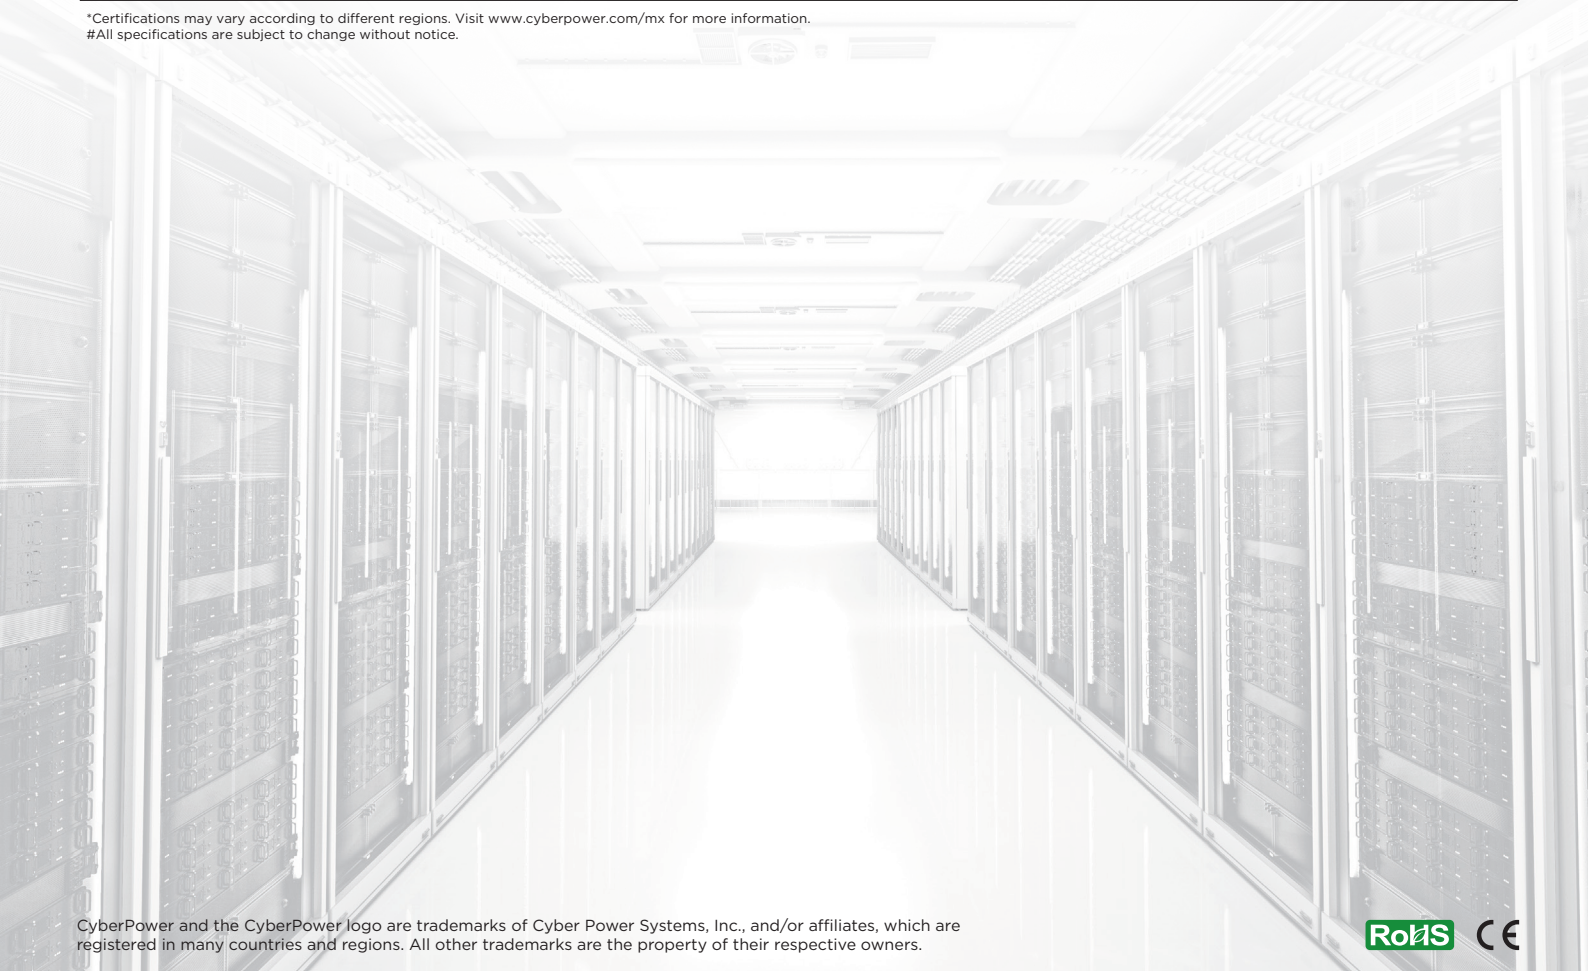 *Certifications may vary according to different regions. Visit www.cyberpower.com/mx for more information.
#All specifications are subject to change without notice.
CyberPower and the CyberPower logo are trademarks of Cyber Power Systems, Inc., and/or affiliates, which are
registered in many countries and regions. All other trademarks are the property of their respective owners.
RoHS CE